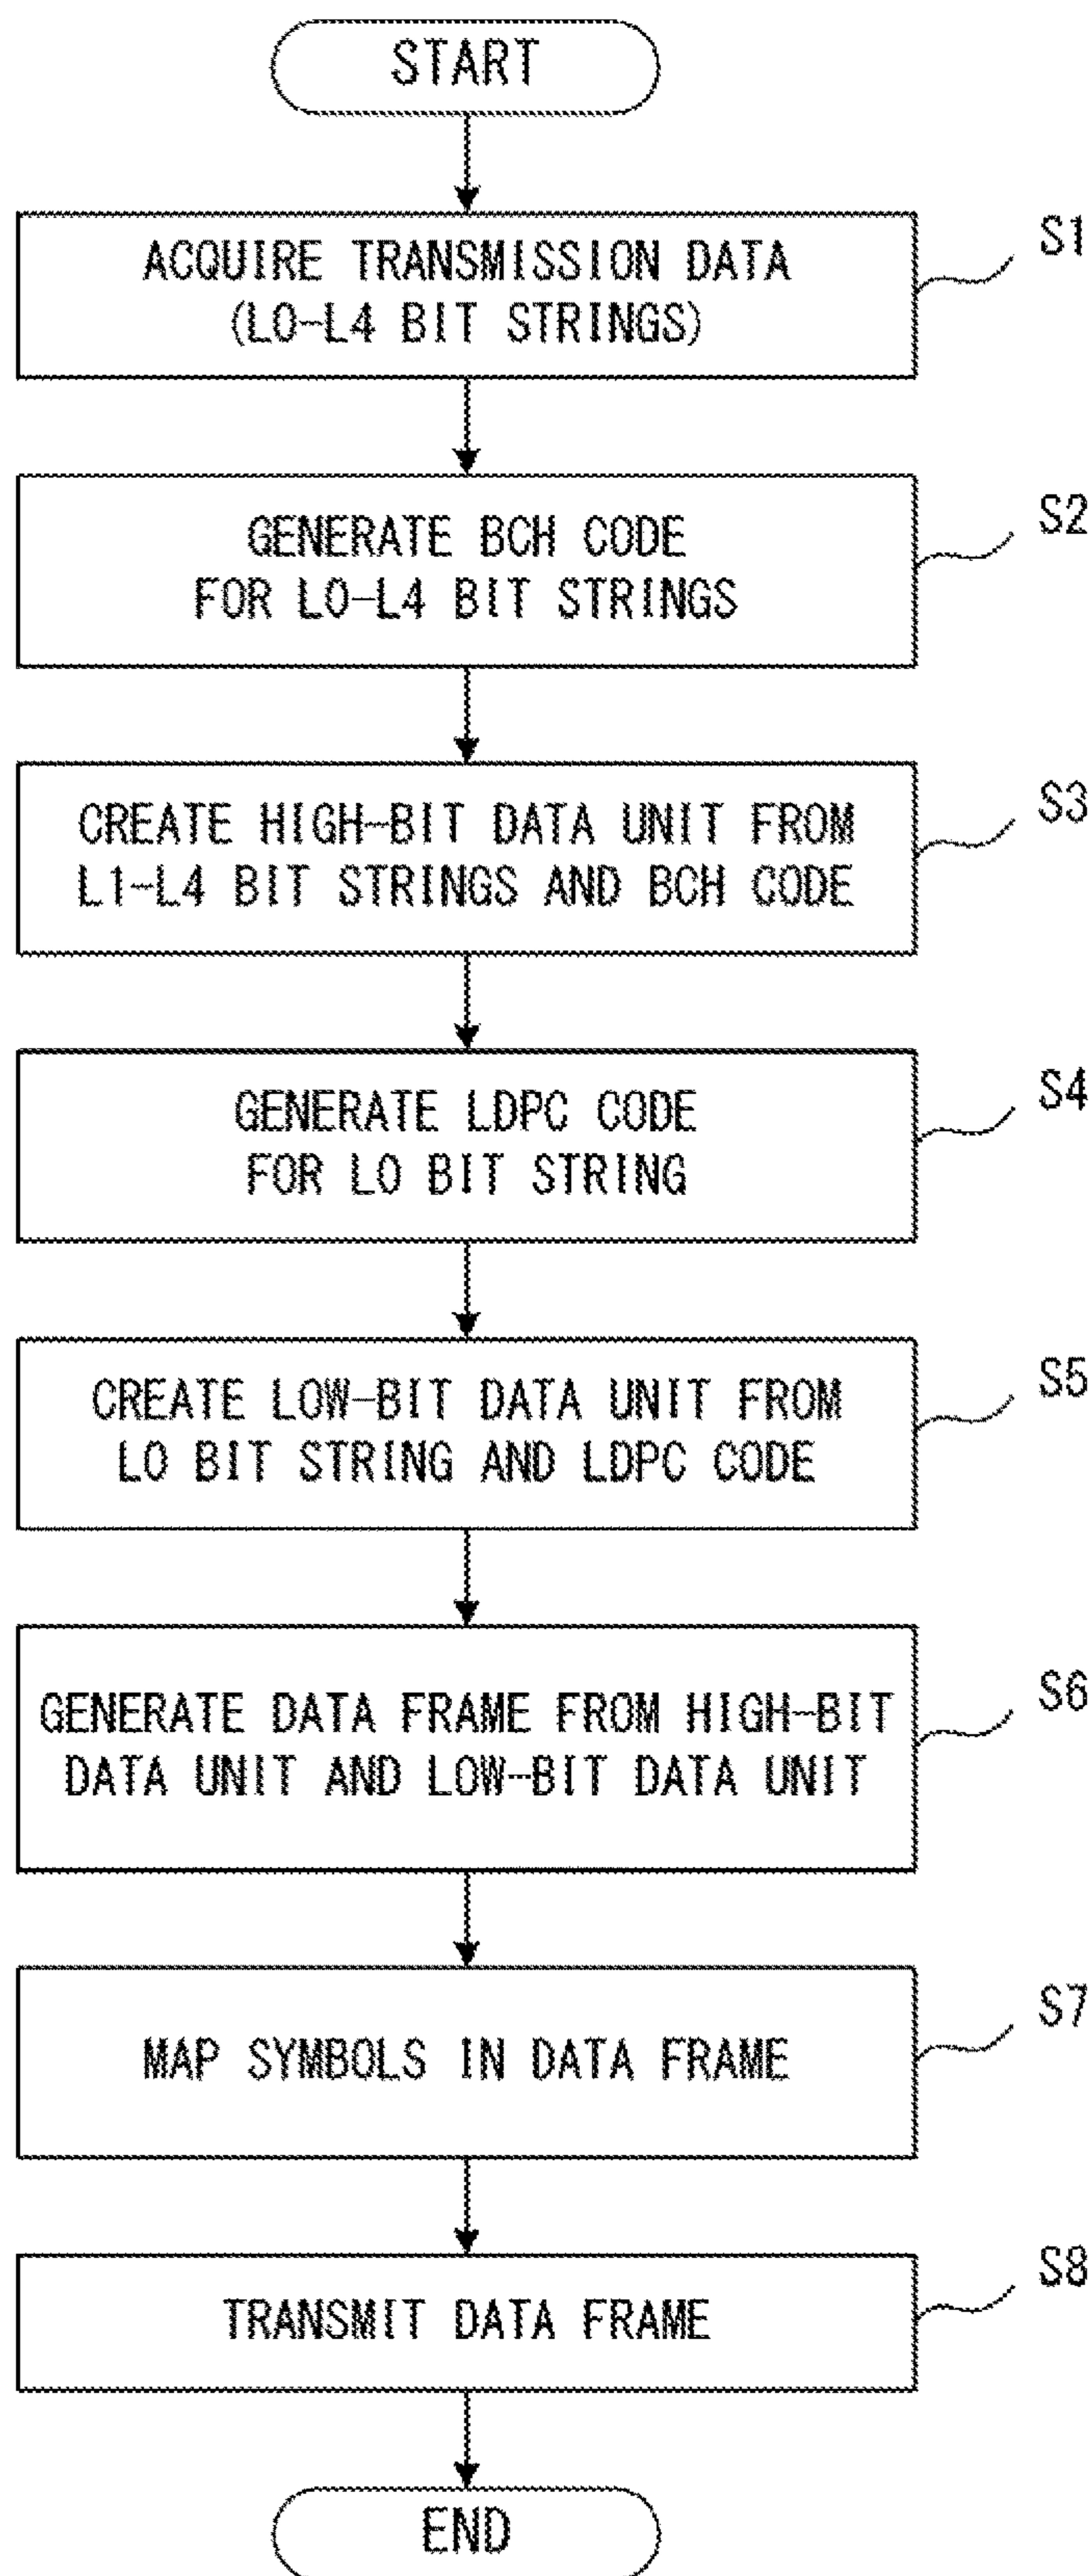 START
ACQUIRE TRANSMISSION DATA
(L0-L4 BIT STRINGS)
S1
GENERATE BCH CODE
FOR L0-L4 BIT STRINGS
S2
CREATE HIGH-BIT DATA UNIT FROM
L1-L4 BIT STRINGS AND BCH CODE
S3
GENERATE LDPC CODE
FOR L0 BIT STRING
S4
CREATE LOW-BIT DATA UNIT FROM
L0 BIT STRING AND LDPC CODE
S5
GENERATE DATA FRAME FROM HIGH-BIT
DATA UNIT AND LOW-BIT DATA UNIT
S6
MAP SYMBOLS IN DATA FRAME
S7
TRANSMIT DATA FRAME
S8
END